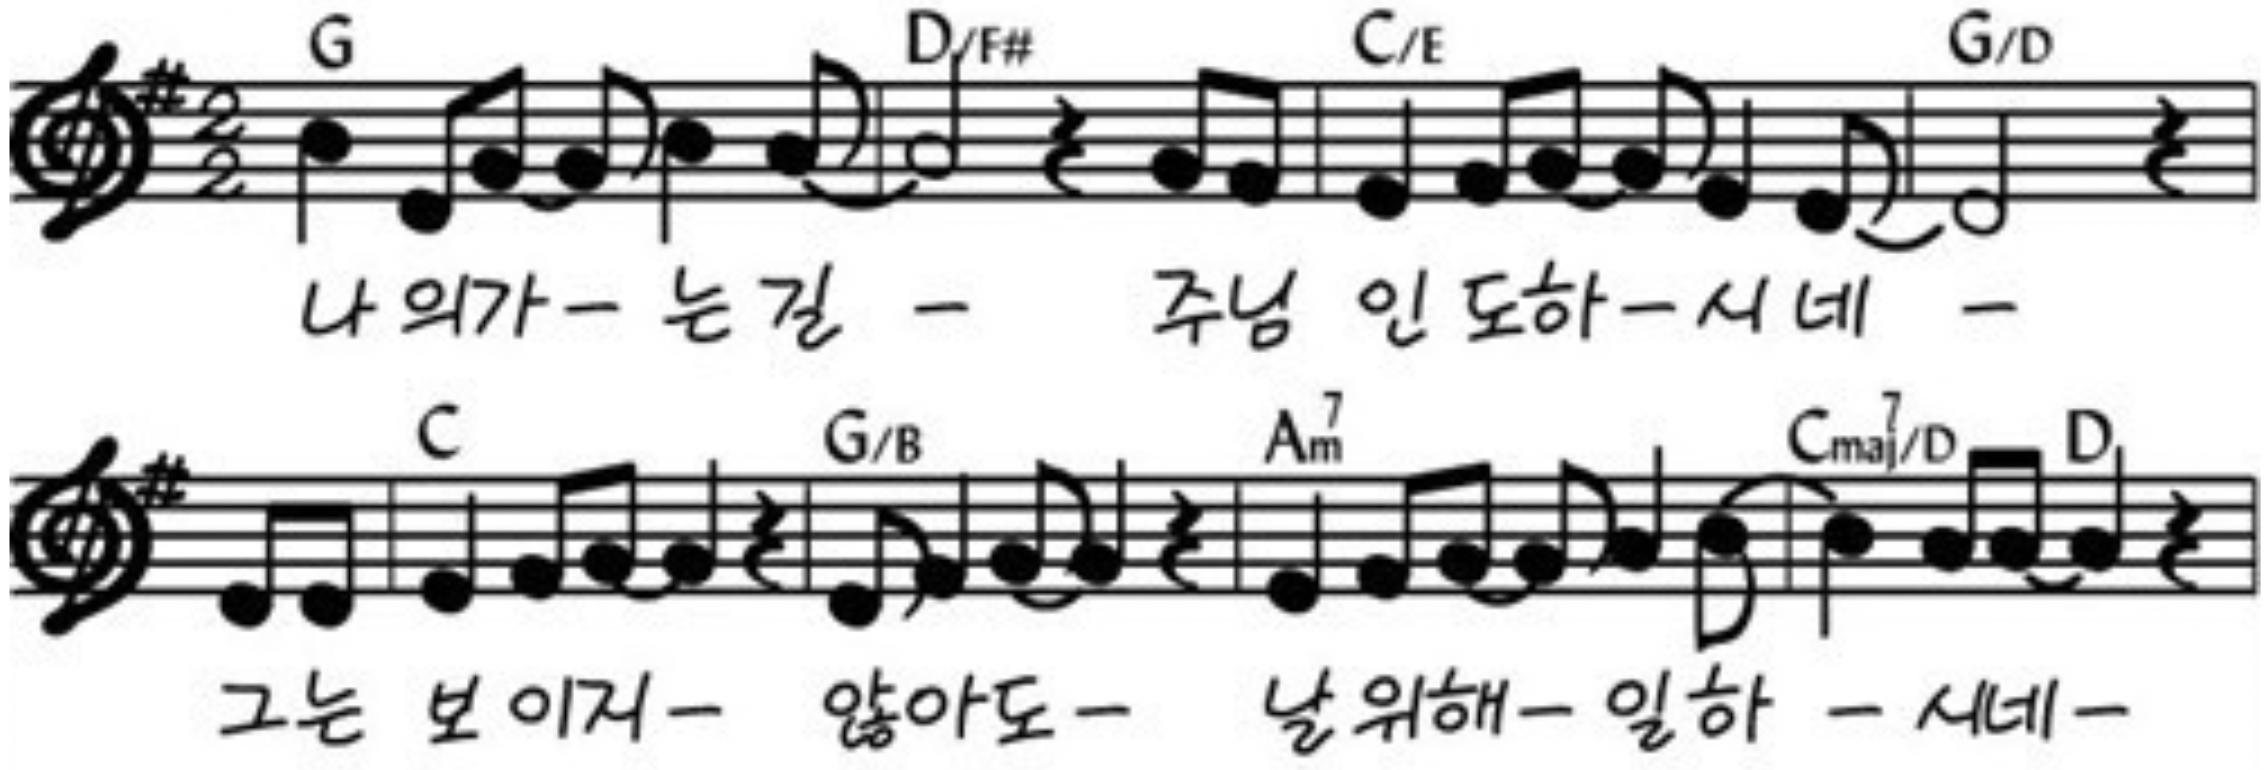 G D/F# C/E G/D
2
2
나 의가- 는 길 - 주님 인 도하-시 네 -
C G/B Am7 Cmaj7/D D
그는 보 이지- 않아도- 날 위해- 일 하 - 시네-